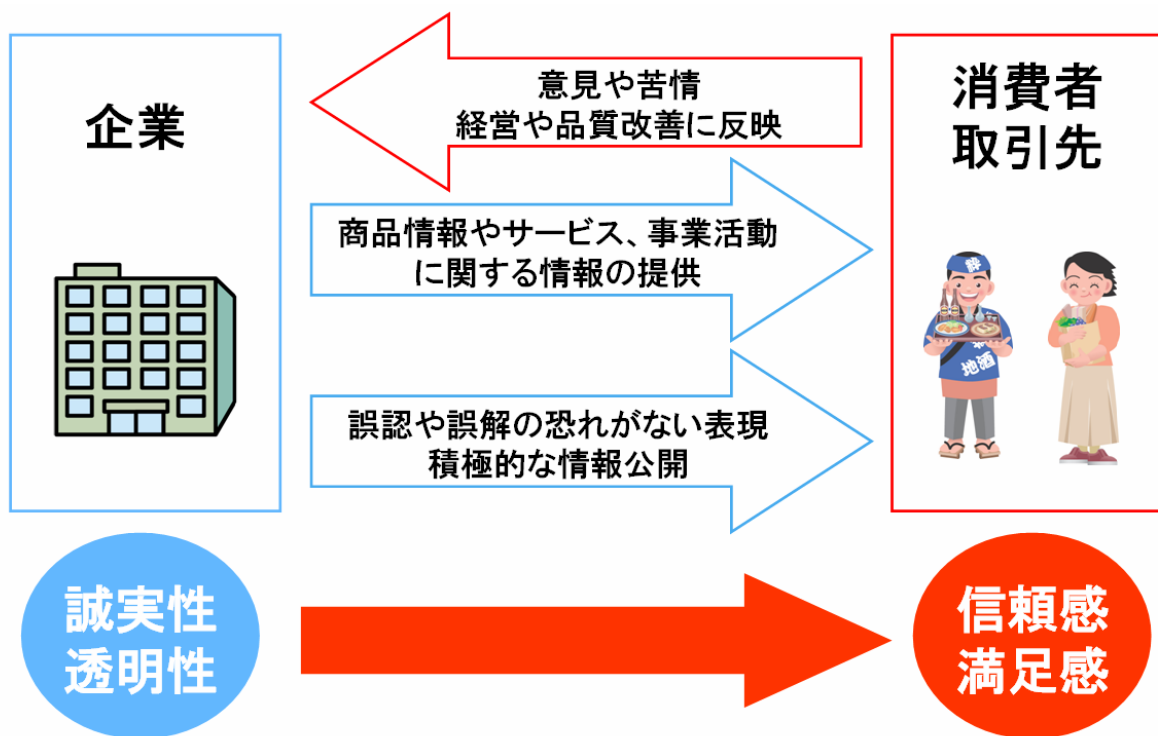 企業
意見や苦情
経営や品質改善に反映
消費者
取引先
商品情報やサービス、事業活動
に関する情報の提供
誤認や誤解の恐れがない表現
積極的な情報公開
地酒
誠実性
透明性
信頼感
満足感